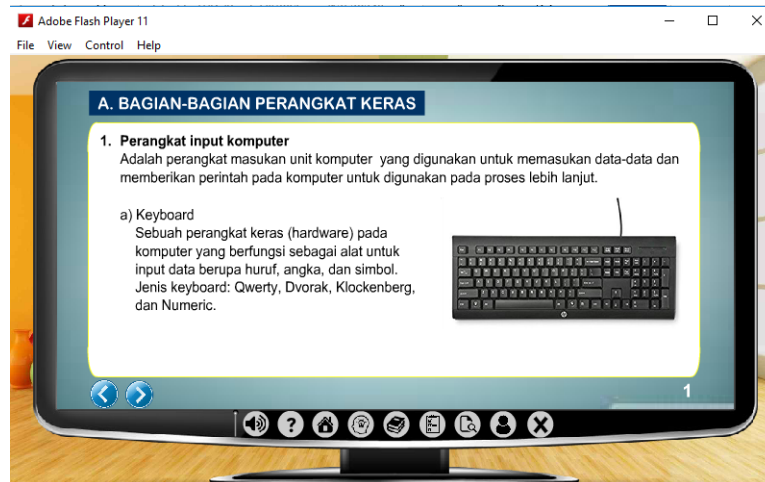 Adobe Flash Player 11
File View Control Help
A. BAGIAN-BAGIAN PERANGKAT KERAS
1. Perangkat input komputer
Adalah perangkat masukan unit komputer yang digunakan untuk memasukan data-data dan
memberikan perintah pada komputer untuk digunakan pada proses lebih lanjut.
a) Keyboard
Sebuah perangkat keras (hardware) pada
komputer yang berfungsi sebagai alat untuk
input data berupa huruf, angka, dan simbol.
Jenis keyboard: Qwerty, Dvorak, Klockenberg,
dan Numeric.
1
?